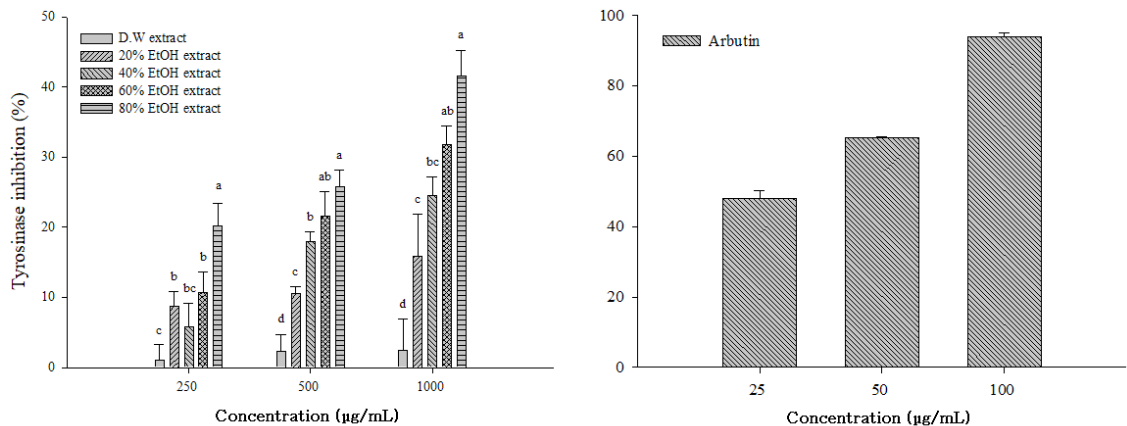 50
40
30
20
10
0
Tyrosinase inhibition (%)
D.W extract
20% EtOH extract
40% EtOH extract
60% EtOH extract
80% EtOH extract
c
b
bc
b
a
d
c
b
ab
a
d
c
bc
ab
a
250
500
1000
Concentration (μg/mL)
100
80
60
40
20
0
Arbutin
25
50
100
Concentration (μg/mL)